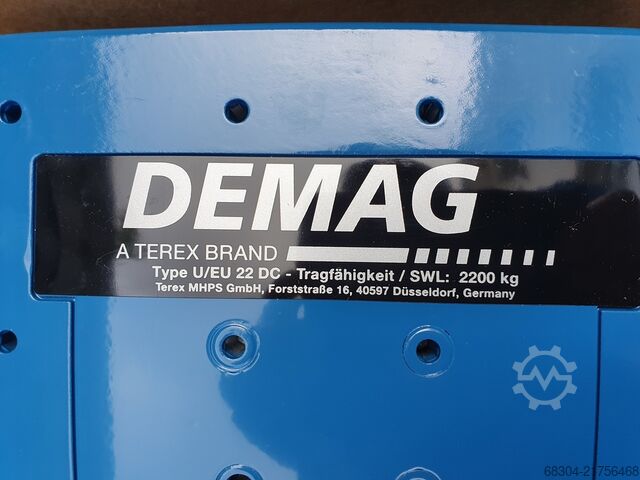 DEMAG
A TEREX BRAND
Type U/EU 22 DC - Tragfähigkeit / SWL: 2200 kg
Terex MHPS GmbH, Forststraße 16, 40597 Düsseldorf, Germany
68304-21756468